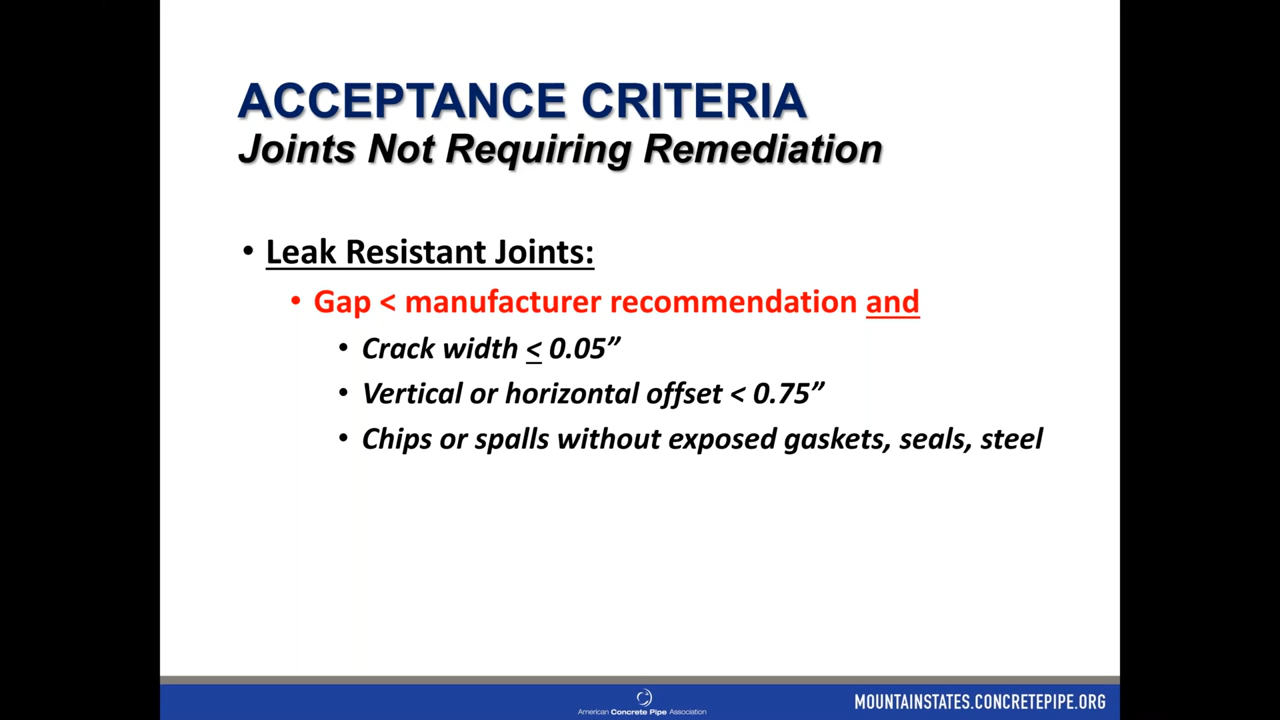 ACCEPTANCE CRITERIA
Joints Not Requiring Remediation
• Leak Resistant Joints:
• Gap < manufacturer recommendation and
• Crack width < 0.05”
• Vertical or horizontal offset < 0.75”
• Chips or spalls without exposed gaskets, seals, steel
American Concrete Pipe Association
MOUNTAINSTATES.CONCRETEPIPE.ORG